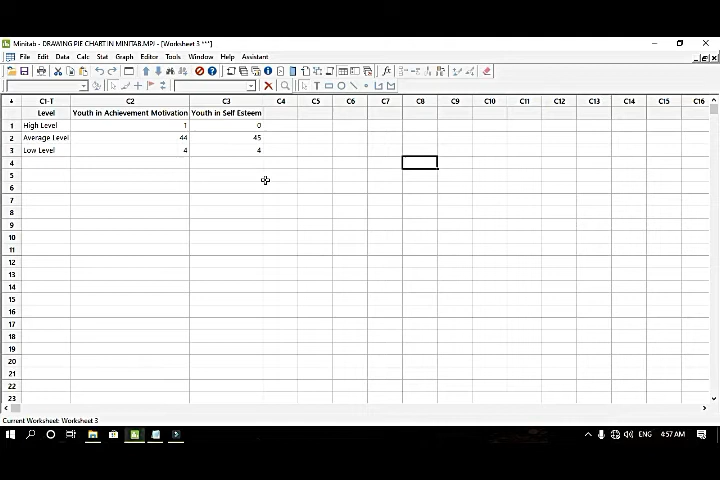 Minitab - DRAWING PIE CHART IN MINITAB.MPJ - [Worksheet 3 ***]
File Edit Data Calc Stat Graph Editor Tools Window Help Assistant
C1-T C2 C3 C4 C5 C6 C7 C8 C9 C10 C11 C12 C13 C14 C15 C16
Level Youth in Achievement Motivation Youth in Self Esteem
1 High Level 1 0
2 Average Level 44 45
3 Low Level 4 4
4
5
6
7
8
9
10
11
12
13
14
15
16
17
18
19
20
21
22
23
Current Worksheet: Worksheet 3
ENG 4:57 AM